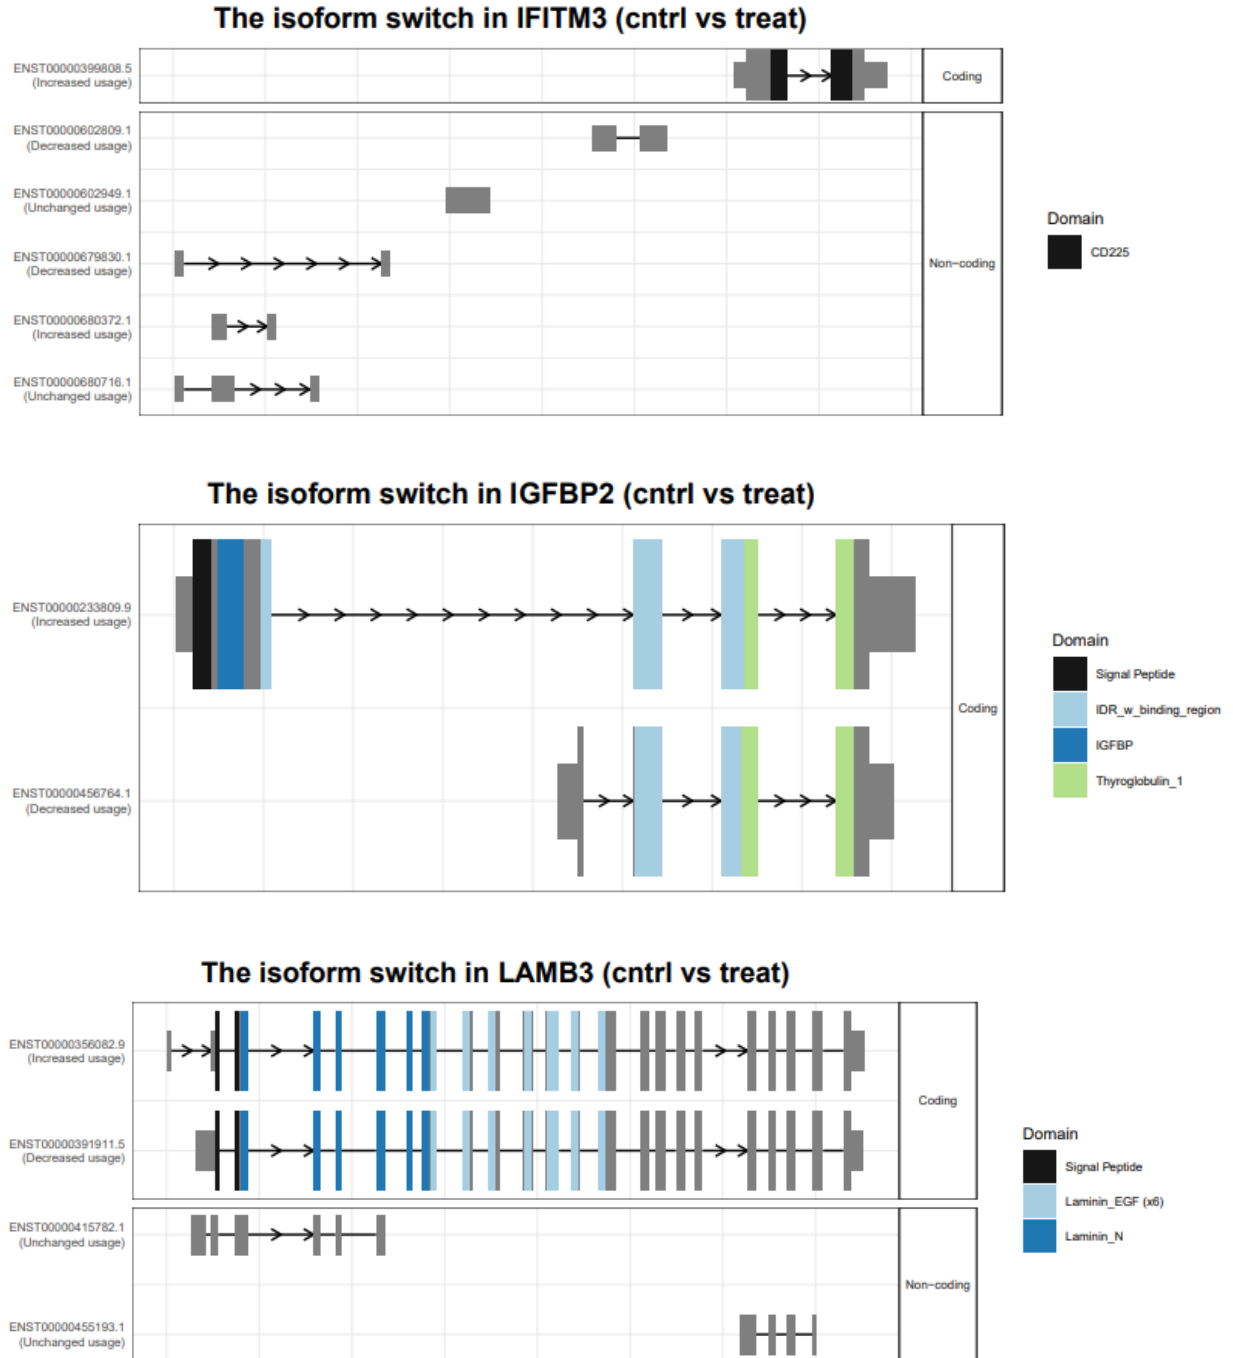 The isoform switch in IFITM3 (cntrl vs treat)
ENST00000399808.5
(Increased usage)
Coding
ENST00000602809.1
(Decreased usage)
ENST00000602949.1
(Unchanged usage)
ENST00000679830.1
(Decreased usage)
ENST00000680372.1
(Increased usage)
ENST00000680716.1
(Unchanged usage)
Non-coding
Domain
CD225
The isoform switch in IGFBP2 (cntrl vs treat)
ENST00000233809.9
(Increased usage)
ENST00000456764.1
(Decreased usage)
Coding
Domain
Signal Peptide
IDR_w_binding_region
IGFBP
Thyroglobulin_1
The isoform switch in LAMB3 (cntrl vs treat)
ENST00000356082.9
(Increased usage)
ENST00000391911.5
(Decreased usage)
Coding
ENST00000415782.1
(Unchanged usage)
ENST00000455193.1
(Unchanged usage)
Non-coding
Domain
Signal Peptide
Laminin_EGF (x6)
Laminin_N